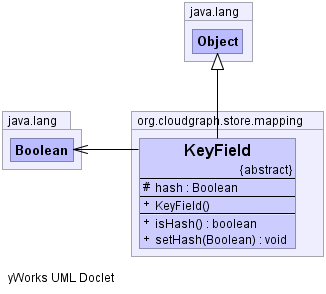 java.lang
Object
java.lang
Boolean
org.cloudgraph.store.mapping
KeyField
{abstract}
# hash : Boolean
+ KeyField()
+ isHash() : boolean
+ setHash(Boolean) : void
yWorks UML Doclet